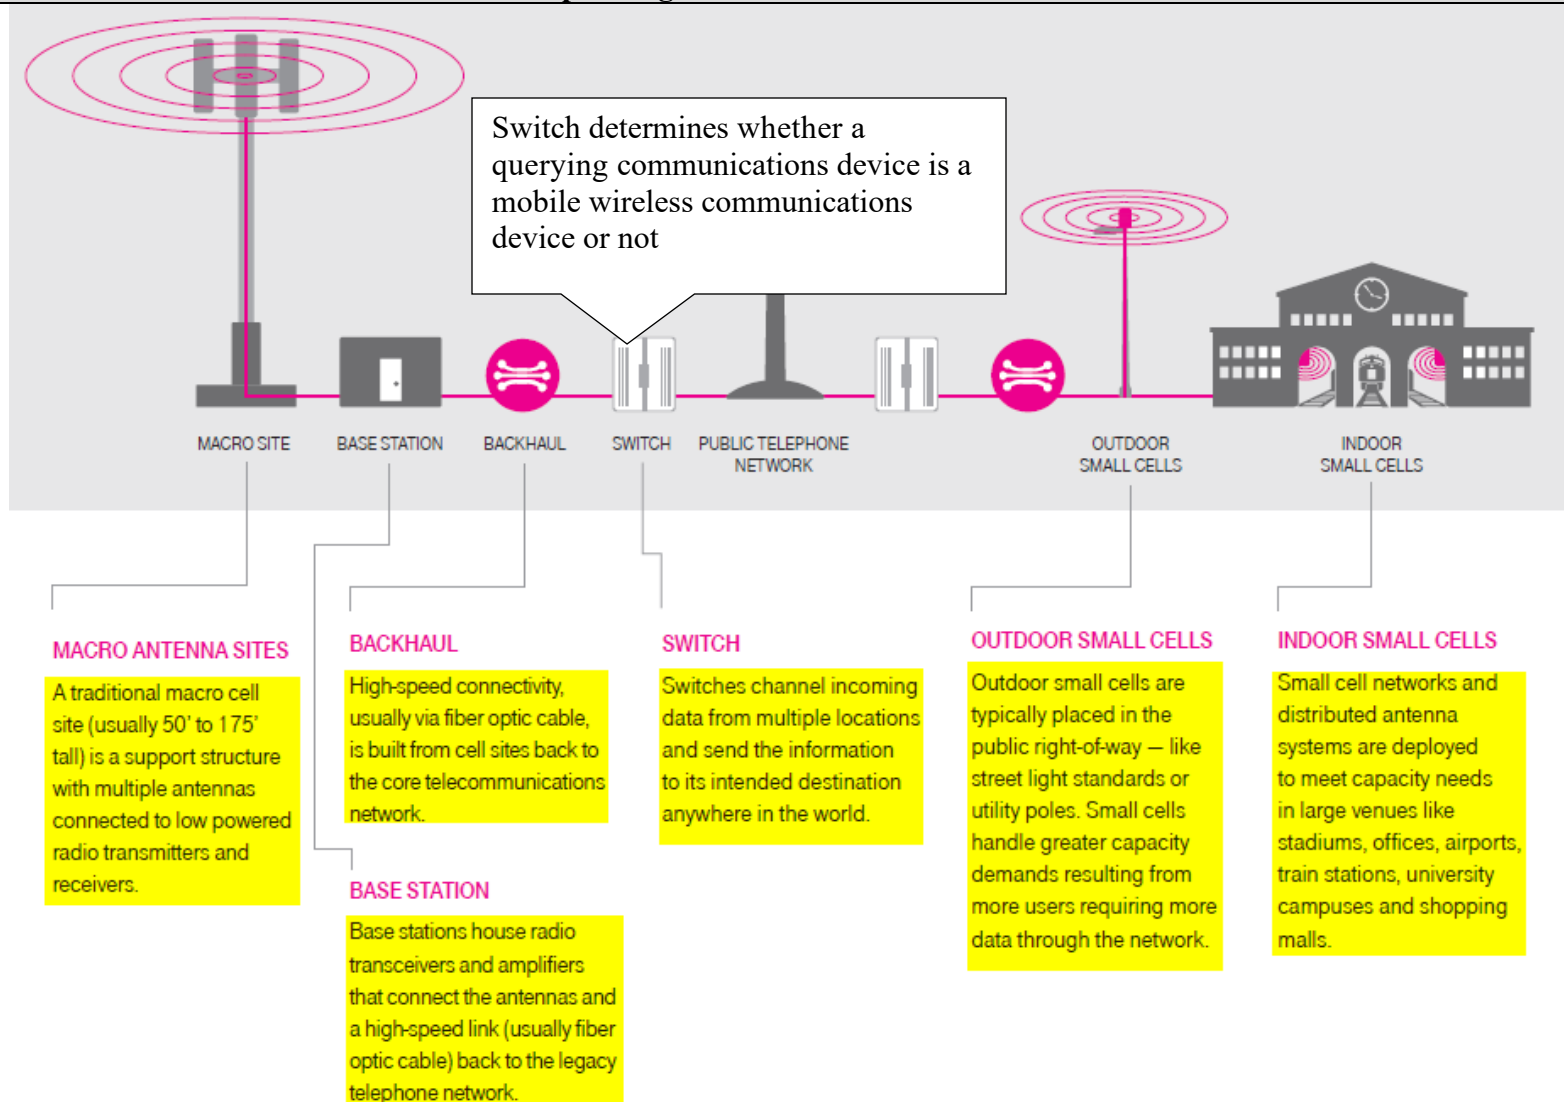 Switch determines whether a
querying communications device is a
mobile wireless communications
device or not
MACRO SITE
BASE STATION
BACKHAUL
SWITCH
PUBLIC TELEPHONE
NETWORK
OUTDOOR
SMALL CELLS
INDOOR
SMALL CELLS
MACRO ANTENNA SITES
A traditional macro cell
site (usually 50’ to 175’
tall) is a support structure
with multiple antennas
connected to low powered
radio transmitters and
receivers.
BACKHAUL
High-speed connectivity,
usually via fiber optic cable,
is built from cell sites back to
the core telecommunications
network.
BASE STATION
Base stations house radio
transceivers and amplifiers
that connect the antennas and
a high-speed link (usually fiber
optic cable) back to the legacy
telephone network.
SWITCH
Switches channel incoming
data from multiple locations
and send the information
to its intended destination
anywhere in the world.
OUTDOOR SMALL CELLS
Outdoor small cells are
typically placed in the
public right-of-way — like
street light standards or
utility poles. Small cells
handle greater capacity
demands resulting from
more users requiring more
data through the network.
INDOOR SMALL CELLS
Small cell networks and
distributed antenna
systems are deployed
to meet capacity needs
in large venues like
stadiums, offices, airports,
train stations, university
campuses and shopping
malls.